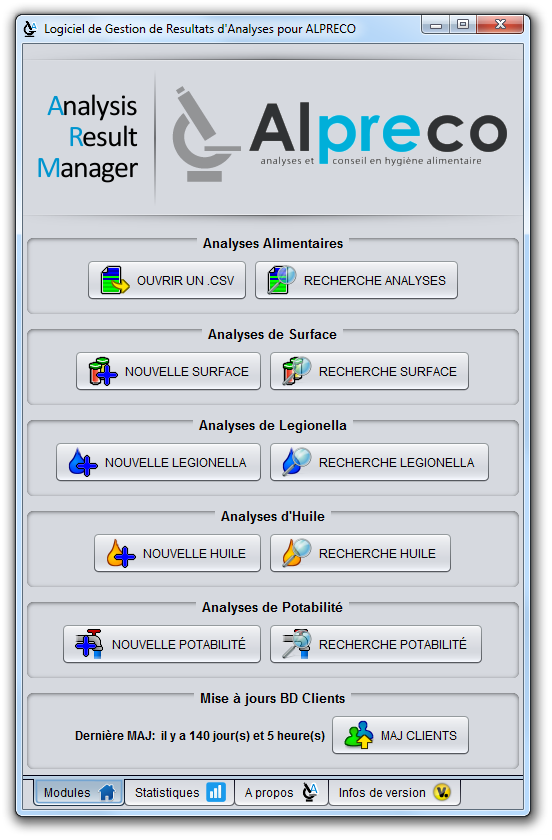 Logiciel de Gestion de Resultats d'Analyses pour ALPRECO
Analysis
Result
Manager
Alpreco
analyses et conseil en hygiène alimentaire
Analyses Alimentaires
OUVRIR UN .CSV RECHERCHE ANALYSES
Analyses de Surface
NOUVELLE SURFACE RECHERCHE SURFACE
Analyses de Legionella
NOUVELLE LEGIONELLA RECHERCHE LEGIONELLA
Analyses d'Huile
NOUVELLE HUILE RECHERCHE HUILE
Analyses de Potabilité
NOUVELLE POTABILITÉ RECHERCHE POTABILITÉ
Mise à jours BD Clients
Dernière MAJ: il y a 140 jour(s) et 5 heure(s) MAJ CLIENTS
Modules Statistiques A propos Infos de version